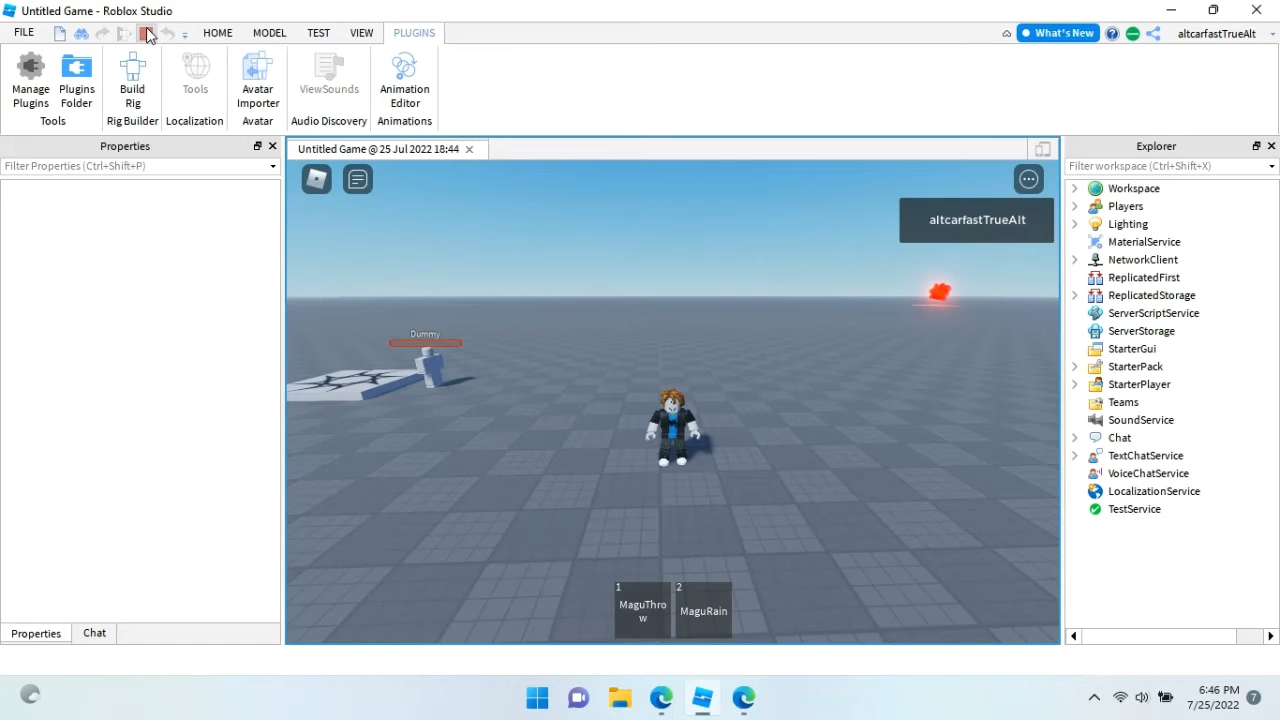 Untitled Game - Roblox Studio
FILE HOME MODEL TEST VIEW PLUGINS What's New altcarfastTrueAlt
Manage Plugins
Plugins Folder
Build Rig
Tools
Avatar Importer
ViewSounds
Animation Editor
Tools Rig Builder Localization Avatar Audio Discovery Animations
Properties
Filter Properties (Ctrl+Shift+P)
Untitled Game @ 25 Jul 2022 18:44
altcarfastTrueAlt
Dummy
1
MaguThro
w
2
MaguRain
Explorer
Filter workspace (Ctrl+Shift+X)
Workspace
Players
Lighting
MaterialService
NetworkClient
ReplicatedFirst
ReplicatedStorage
ServerScriptService
ServerStorage
StarterGui
StarterPack
StarterPlayer
Teams
SoundService
Chat
TextChatService
VoiceChatService
LocalizationService
TestService
Properties Chat
6:46 PM
7/25/2022
7